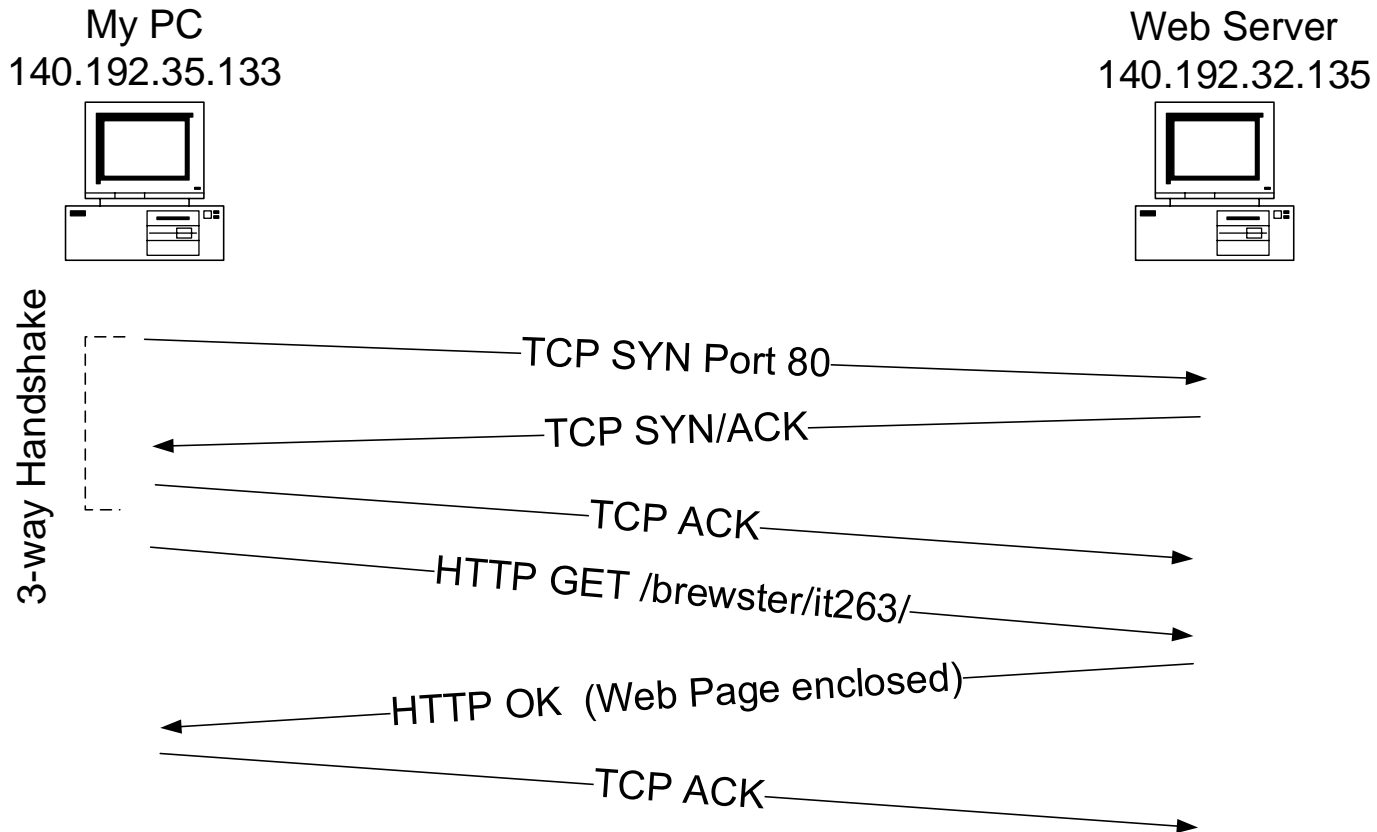 My PC
140.192.35.133
Web Server
140.192.32.135
3-way Handshake
TCP SYN Port 80
TCP SYN/ACK
TCP ACK
HTTP GET /brewster/it263/
HTTP OK (Web Page enclosed)
TCP ACK